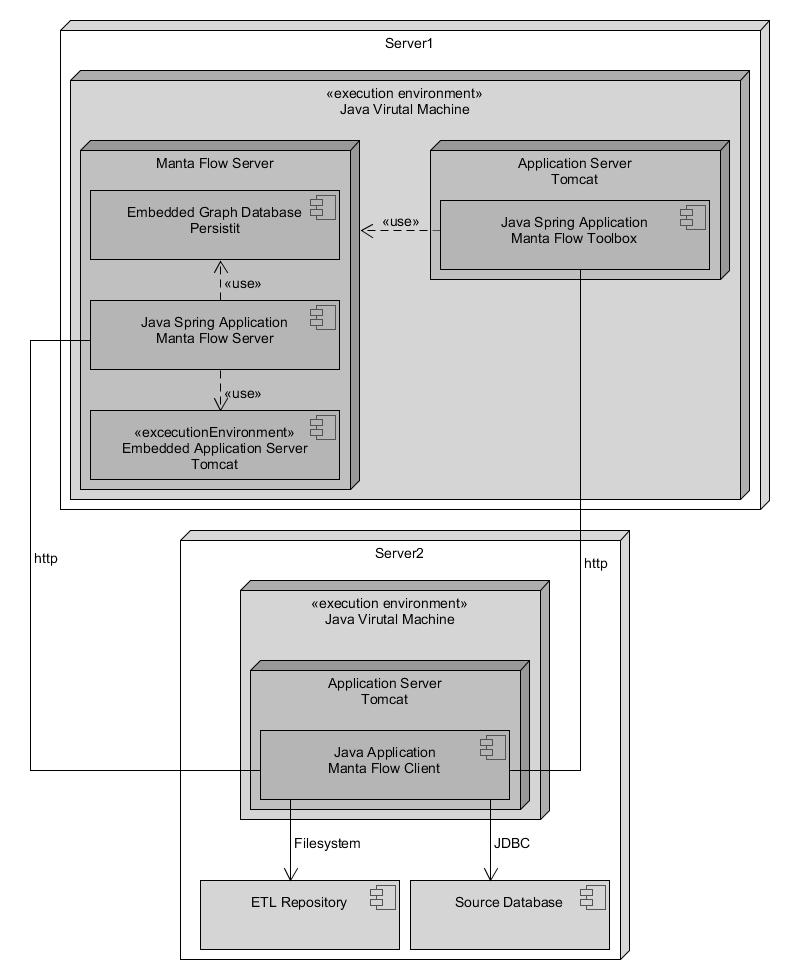 Server1
«execution environment»
Java Virutal Machine
Manta Flow Server
Embedded Graph Database
Persistit
«use»
Java Spring Application
Manta Flow Server
«use»
«excecutionEnvironment»
Embedded Application Server
Tomcat
«use»
Application Server
Tomcat
Java Spring Application
Manta Flow Toolbox
http
http
Server2
«execution environment»
Java Virutal Machine
Application Server
Tomcat
Java Application
Manta Flow Client
Filesystem
JDBC
ETL Repository
Source Database